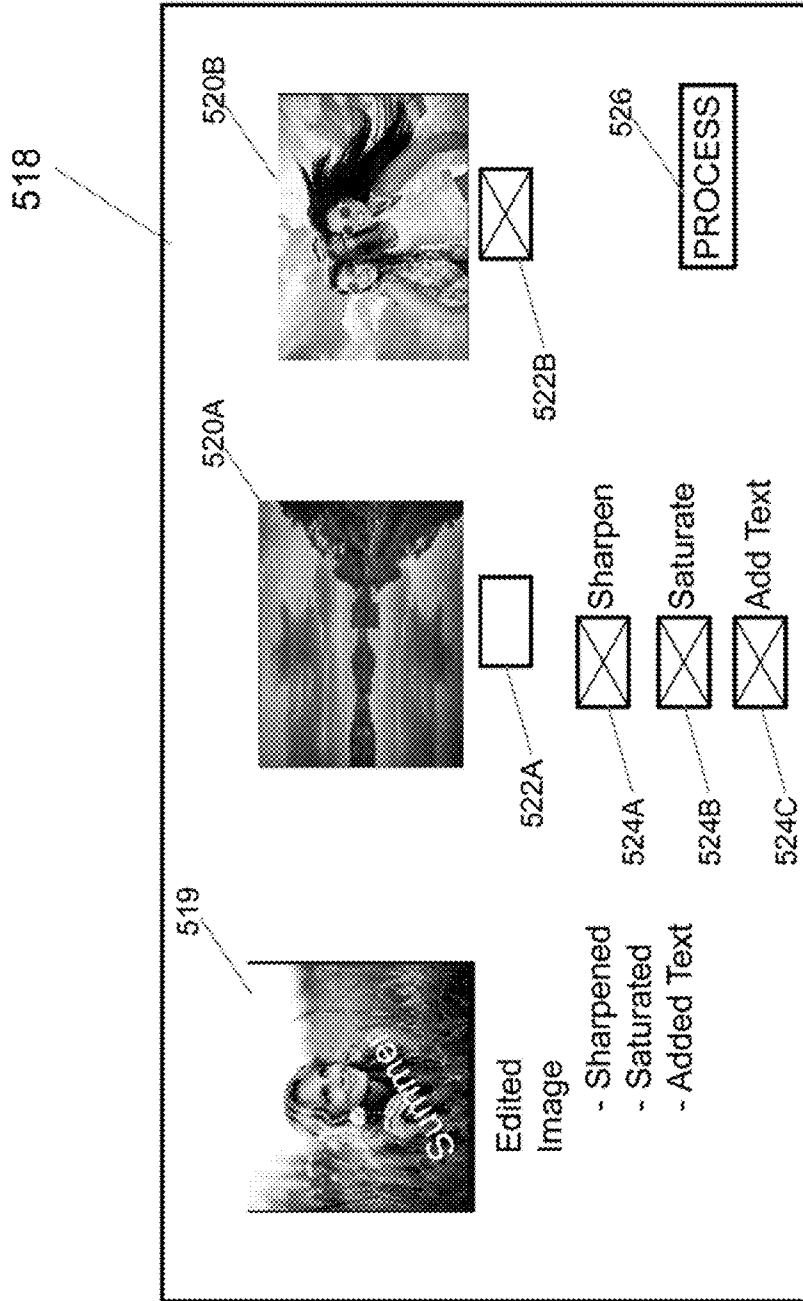 518
519
520A
520B
Summer
522A
522B
Edited
Image
- Sharpened
- Saturated
- Added Text
524A
Sharpen
524B
Saturate
524C
Add Text
526
PROCESS